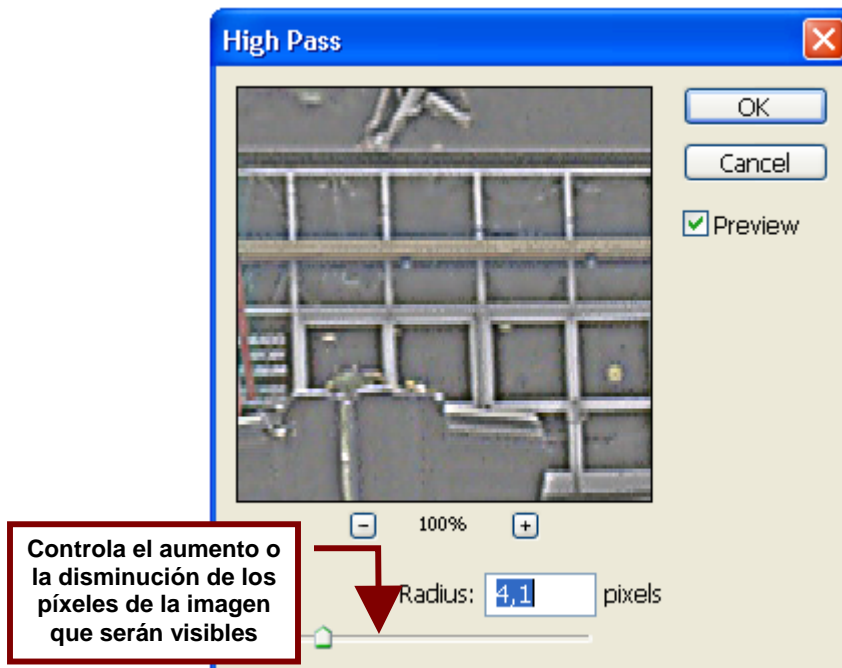 High Pass
OK
Cancel
Preview
100%
Controla el aumento o
la disminución de los
píxeles de la imagen
que serán visibles
Radius: 4,1 pixels